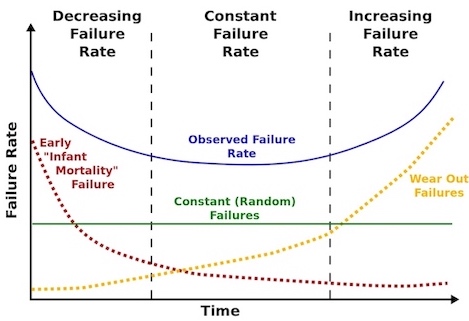 Decreasing
Failure
Rate
Constant
Failure
Rate
Increasing
Failure
Rate
Failure Rate
Early
"Infant
Mortality"
Failure
Observed Failure
Rate
Constant (Random)
Failures
Wear Out
Failures
Time